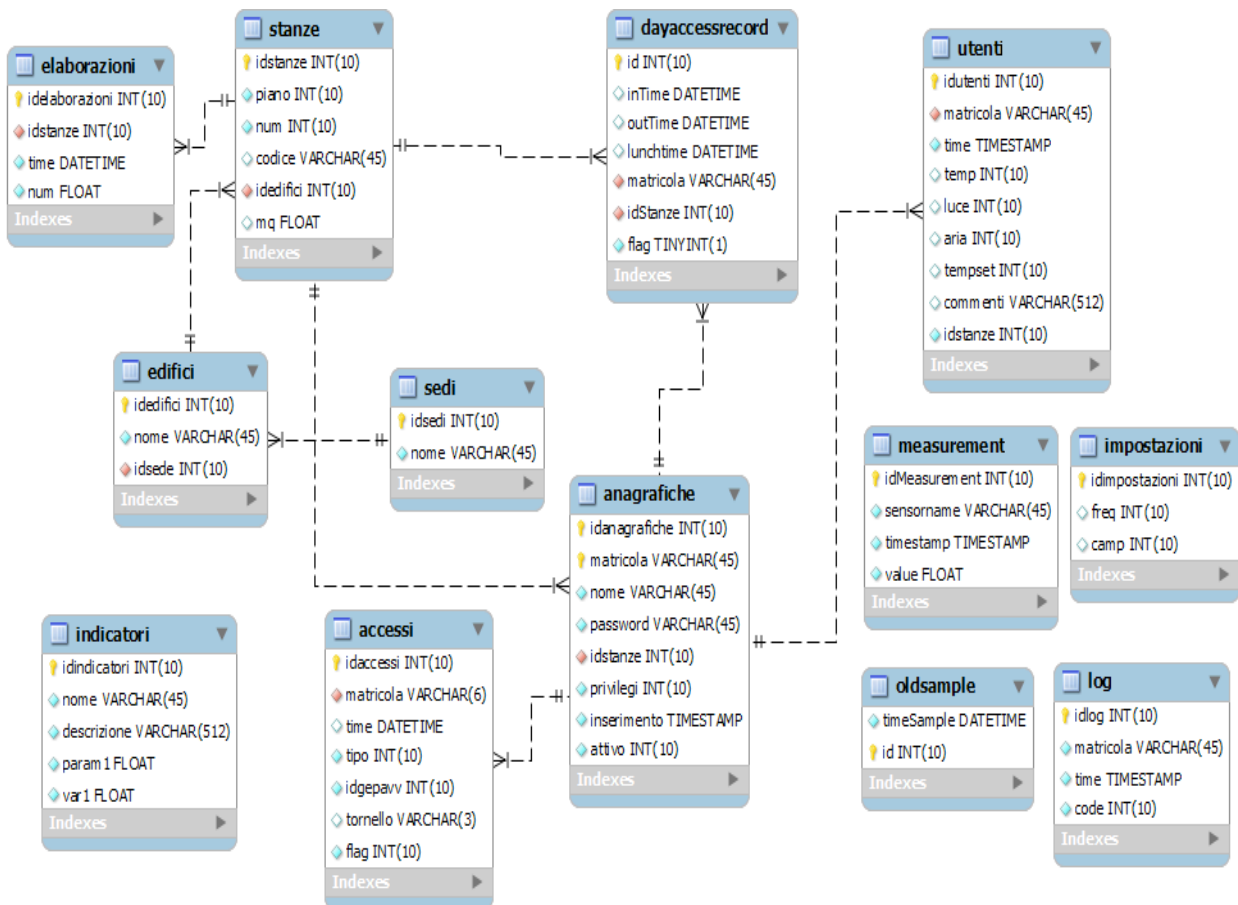 elaborazioni
idelaborazioni INT(10)
idstanze INT(10)
time DATETIME
num FLOAT
Indexes
stanze
idstanze INT(10)
piano INT(10)
num INT(10)
codice VARCHAR(45)
idedifici INT(10)
mq FLOAT
Indexes
dayaccessrecord
id INT(10)
inTime DATETIME
outTime DATETIME
lunchtime DATETIME
matricola VARCHAR(45)
idStanze INT(10)
flag TINYINT(1)
Indexes
utenti
idutenti INT(10)
matricola VARCHAR(45)
time TIMESTAMP
temp INT(10)
luce INT(10)
aria INT(10)
tempset INT(10)
commenti VARCHAR(512)
idstanze INT(10)
Indexes
edifici
idedifici INT(10)
nome VARCHAR(45)
idsede INT(10)
Indexes
sedi
idsedi INT(10)
nome VARCHAR(45)
Indexes
anagrafiche
idanagrafiche INT(10)
matricola VARCHAR(45)
nome VARCHAR(45)
password VARCHAR(45)
idstanze INT(10)
privilegi INT(10)
inserimento TIMESTAMP
attivo INT(10)
Indexes
measurement
idMeasurement INT(10)
sensorname VARCHAR(45)
timestamp TIMESTAMP
value FLOAT
Indexes
impostazioni
idimpostazioni INT(10)
freq INT(10)
camp INT(10)
Indexes
indicatori
idindicatori INT(10)
nome VARCHAR(45)
descrizione VARCHAR(512)
param1 FLOAT
var1 FLOAT
Indexes
accessi
idaccessi INT(10)
matricola VARCHAR(6)
time DATETIME
tipo INT(10)
idgepavv INT(10)
tornello VARCHAR(3)
flag INT(10)
Indexes
oldsample
timeSample DATETIME
id INT(10)
Indexes
log
idlog INT(10)
matricola VARCHAR(45)
time TIMESTAMP
code INT(10)
Indexes